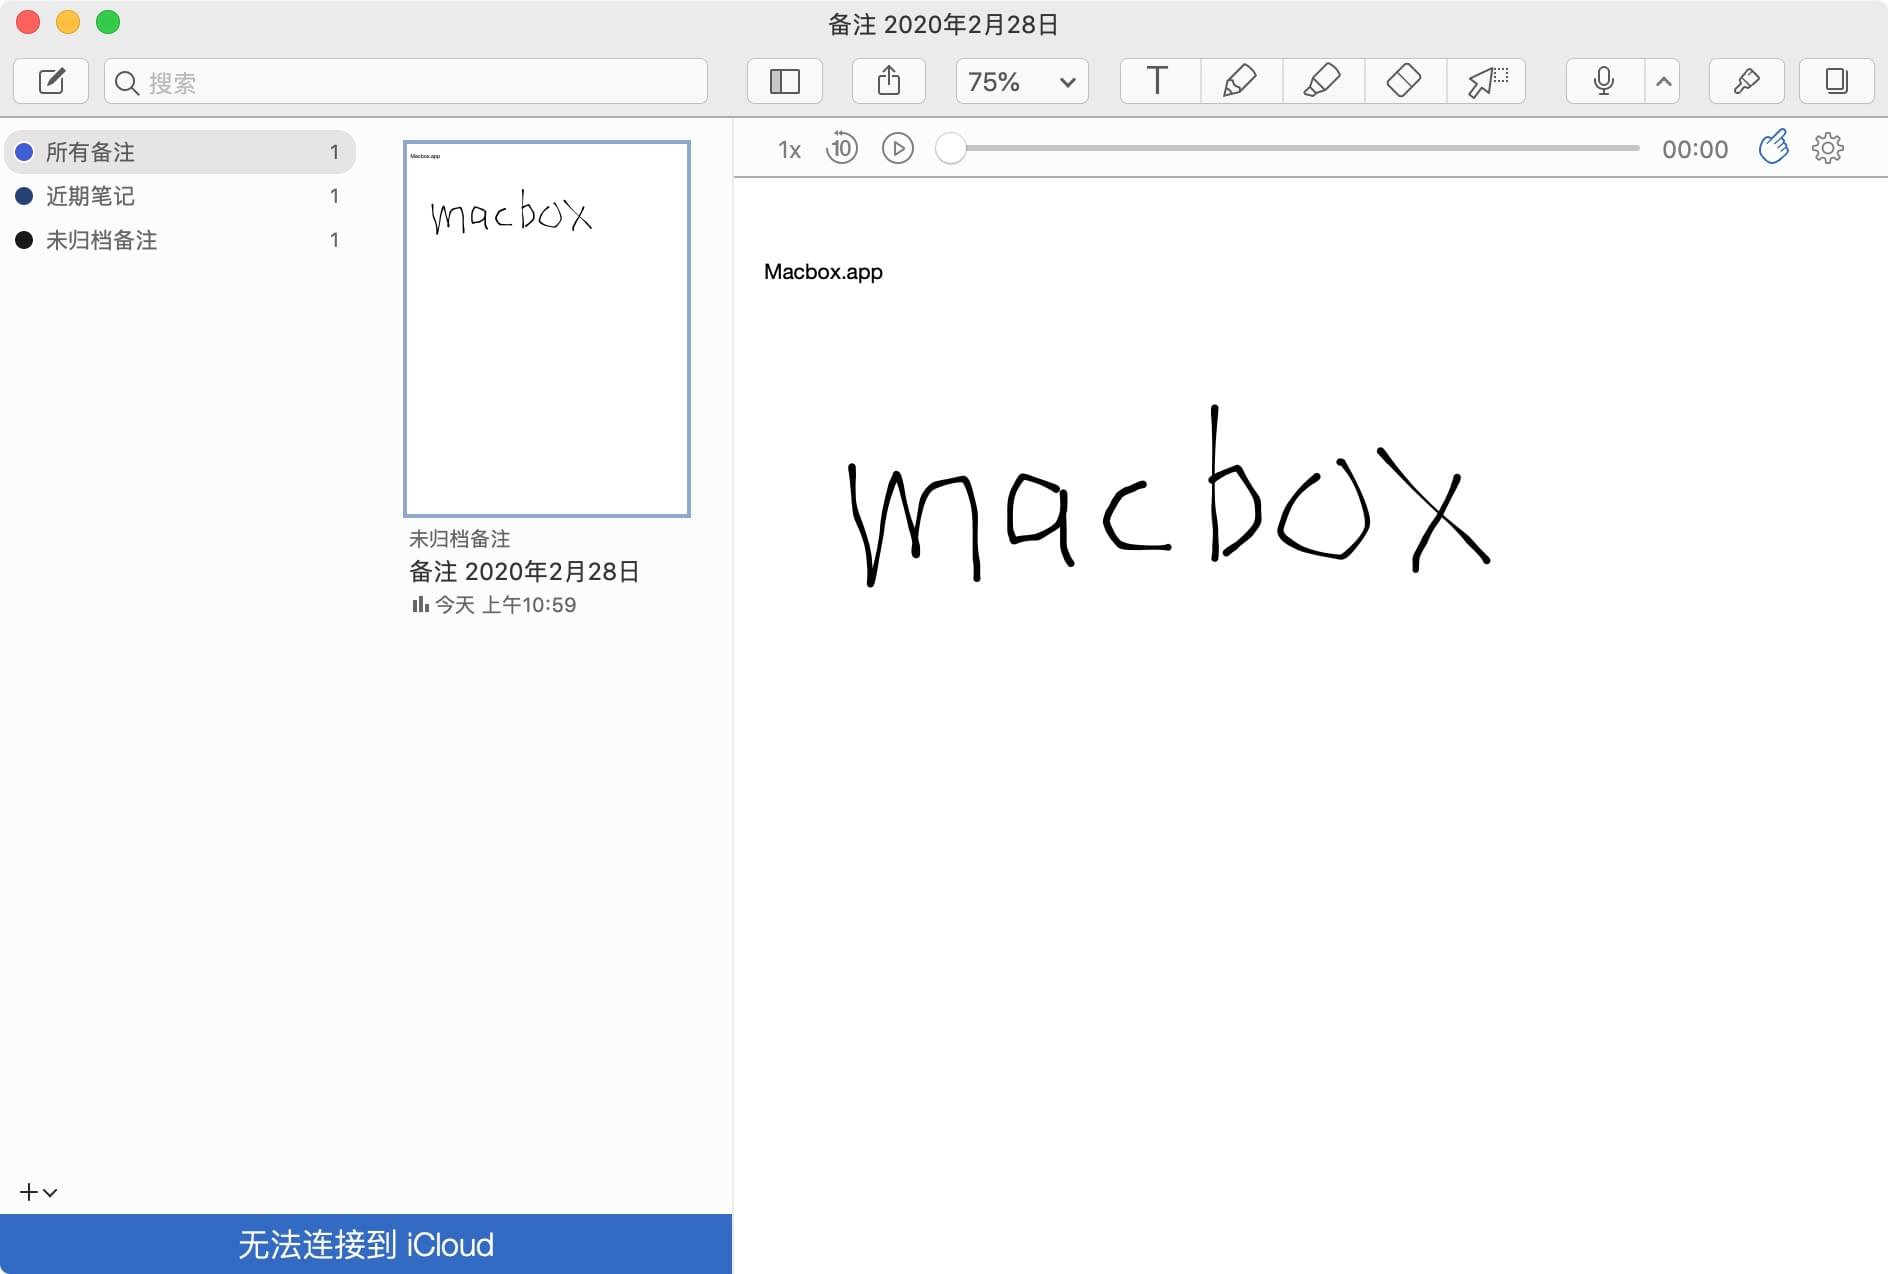 备注 2020年2月28日
搜索
75%
T
所有备注 1
近期笔记 1
未归档备注 1
Macbox.app
macbox
未归档备注
备注 2020年2月28日
今天 上午10:59
1x
10
00:00
Macbox.app
macbox
无法连接到 iCloud